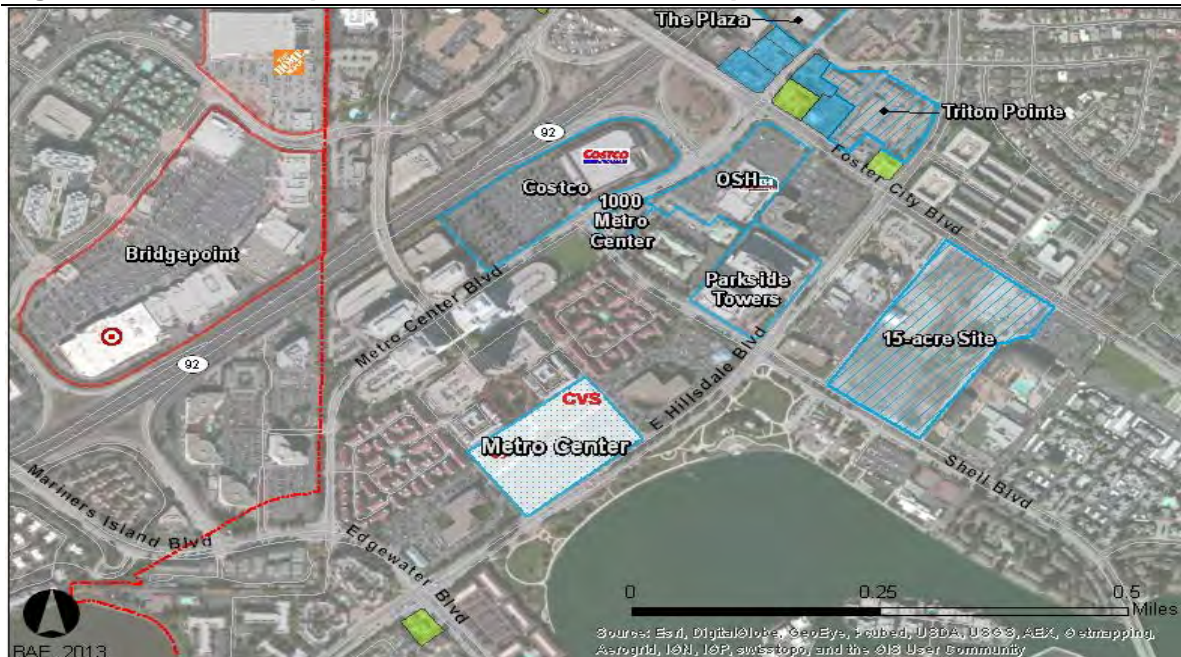 The Plaza
THE HOME DEPOT
Triton Pointe
92
COSTCO
Costco
OSH
Foster City Blvd
1000
Metro
Center
Bridgepoint
Metro Center Blvd
Parkside
Towers
15-acre Site
92
CVS
Metro Center
E Hillsdale Blvd
Shell Blvd
Mariners Island Blvd
Edgewater Blvd
0 0.25 0.5
Miles
Source: Esri, DigitalGlobe, GeoEye, i-cubed, USDA, USGS, AEX, Getmapping,
Aerogrid, IGN, IGP, swisstopo, and the GIS User Community
BAE, 2013